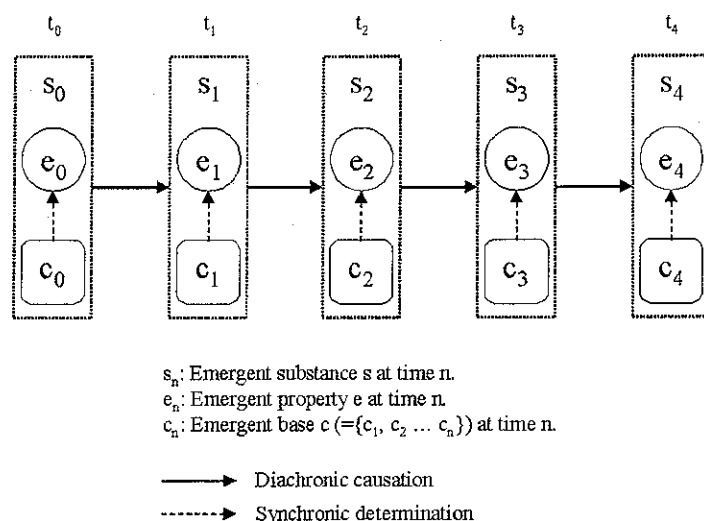 t₀ t₁ t₂ t₃ t₄
s₀ s₁ s₂ s₃ s₄
e₀ e₁ e₂ e₃ e₄
c₀ c₁ c₂ c₃ c₄
sₙ: Emergent substance s at time n.
eₙ: Emergent property e at time n.
cₙ: Emergent base c (={c₁, c₂ ... cₙ}) at time n.
Diachronic causation
Synchronic determination